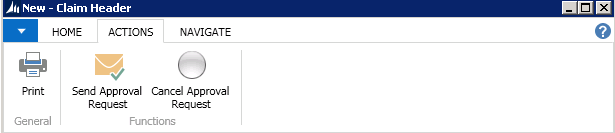 New - Claim Header
HOME ACTIONS NAVIGATE
Print
Send Approval Request
Cancel Approval Request
General
Functions